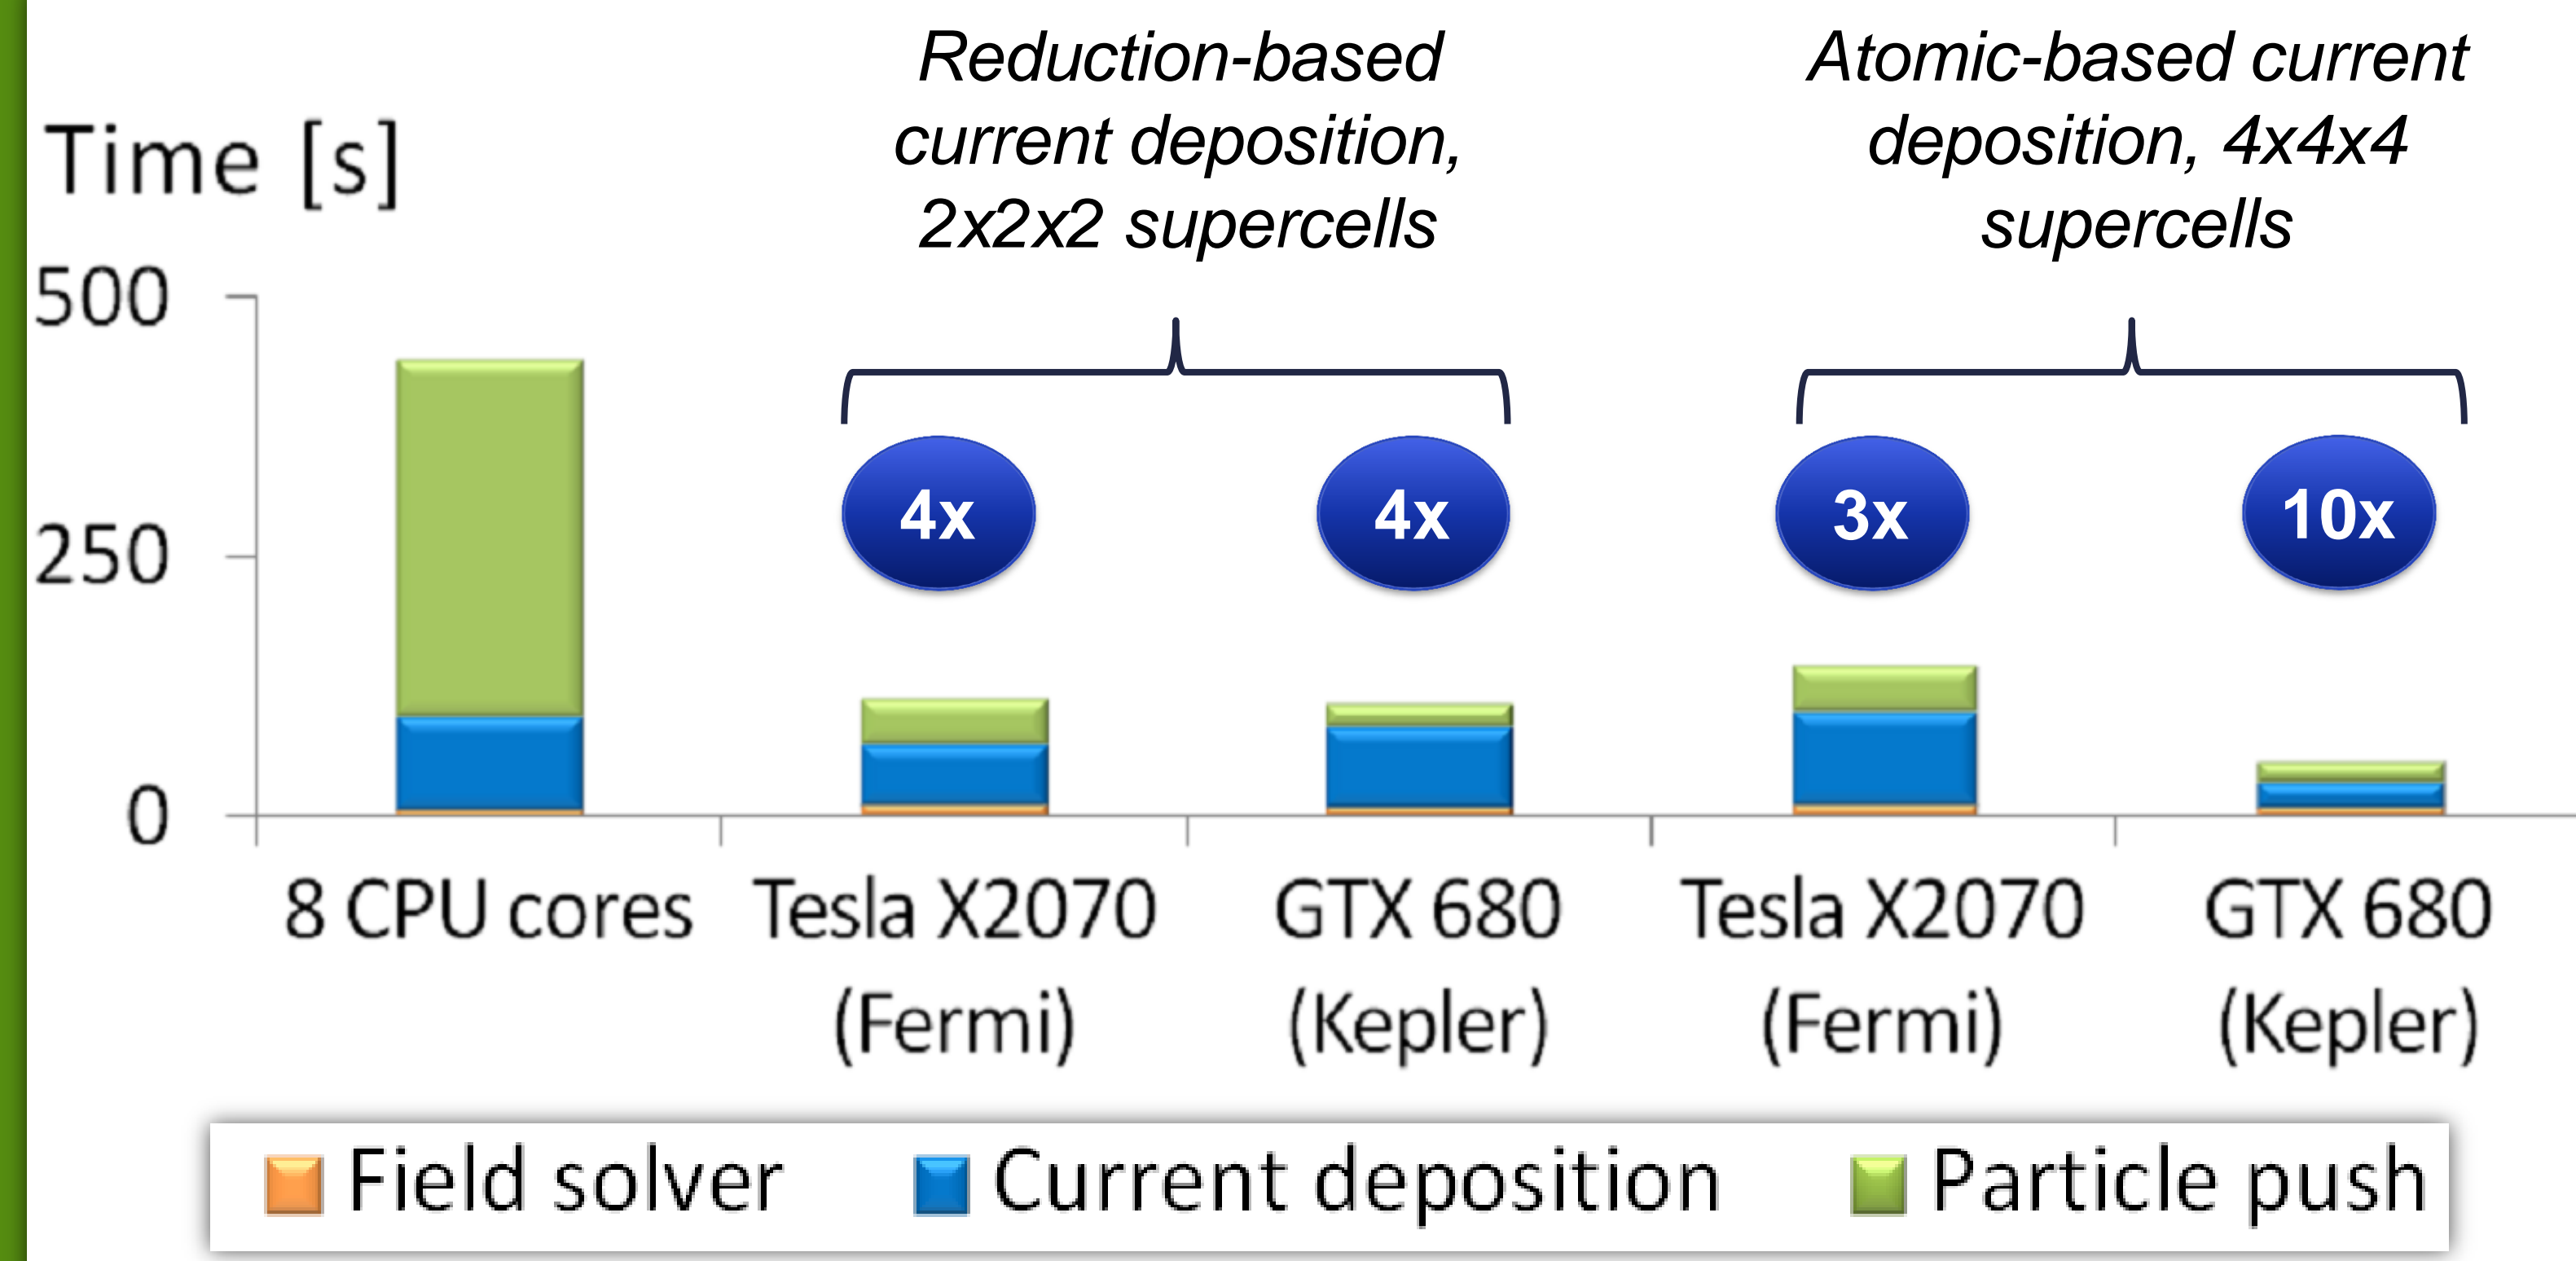 Reduction-based
current deposition,
2x2x2 supercells
Atomic-based current
deposition, 4x4x4
supercells
Time [s]
500
250
0
4x
4x
3x
10x
8 CPU cores
Tesla X2070
(Fermi)
GTX 680
(Kepler)
Tesla X2070
(Fermi)
GTX 680
(Kepler)
Field solver
Current deposition
Particle push